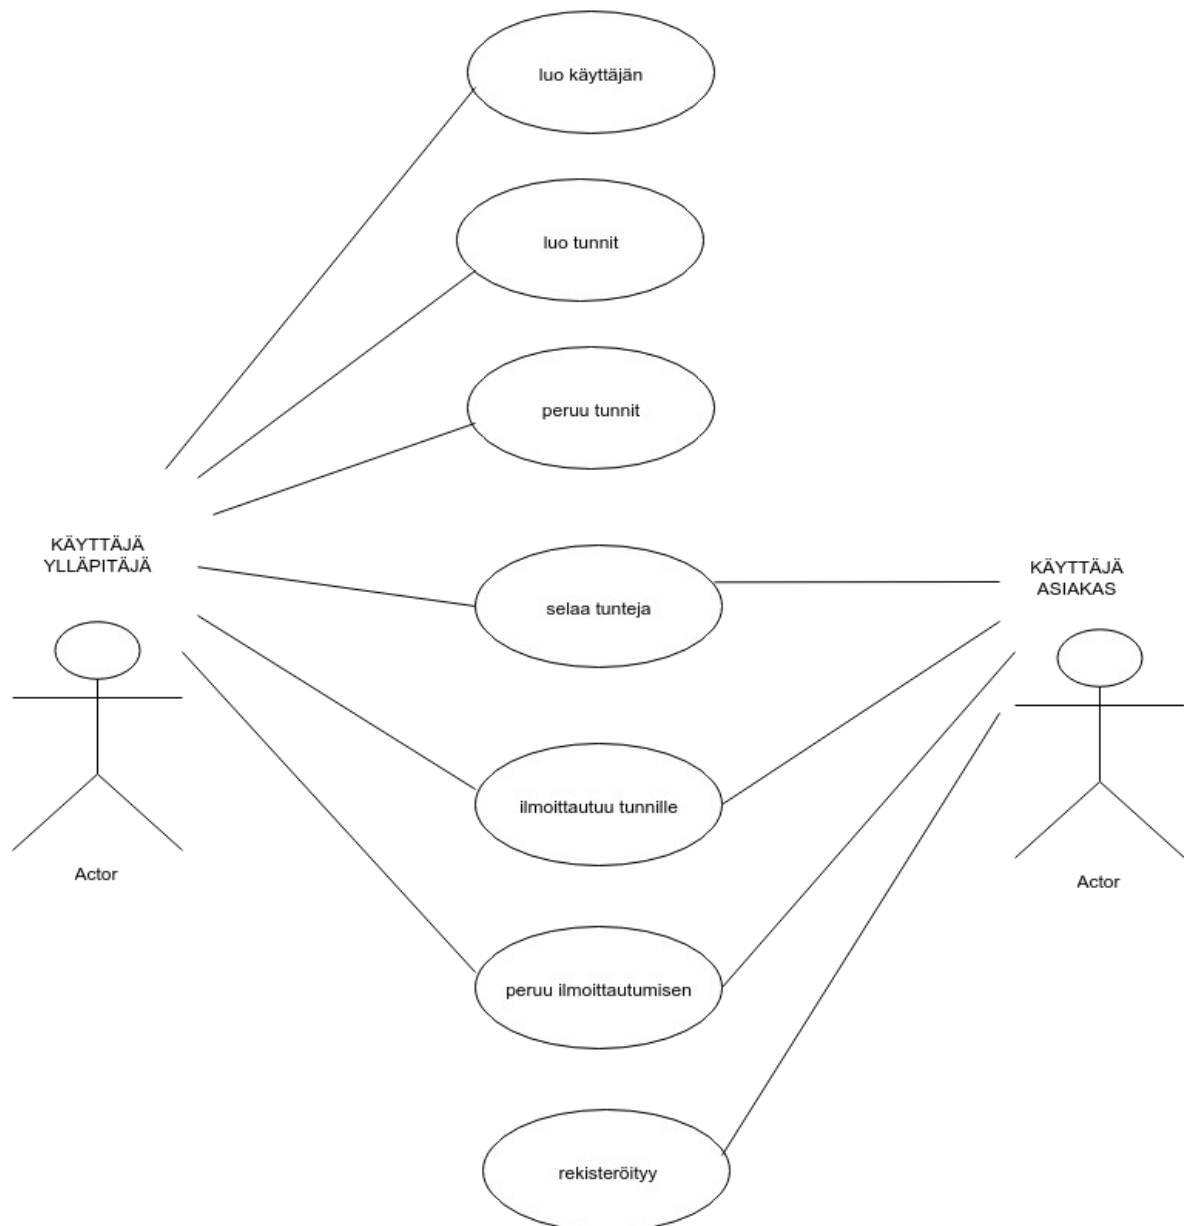 luo käyttäjän
luo tunnit
peruu tunnit
KÄYTTÄJÄ
YLLÄPITÄJÄ
selaa tunteja
KÄYTTÄJÄ
ASIAKAS
ilmoittautuu tunnille
Actor
Actor
peruu ilmoittautumisen
rekisteröityy